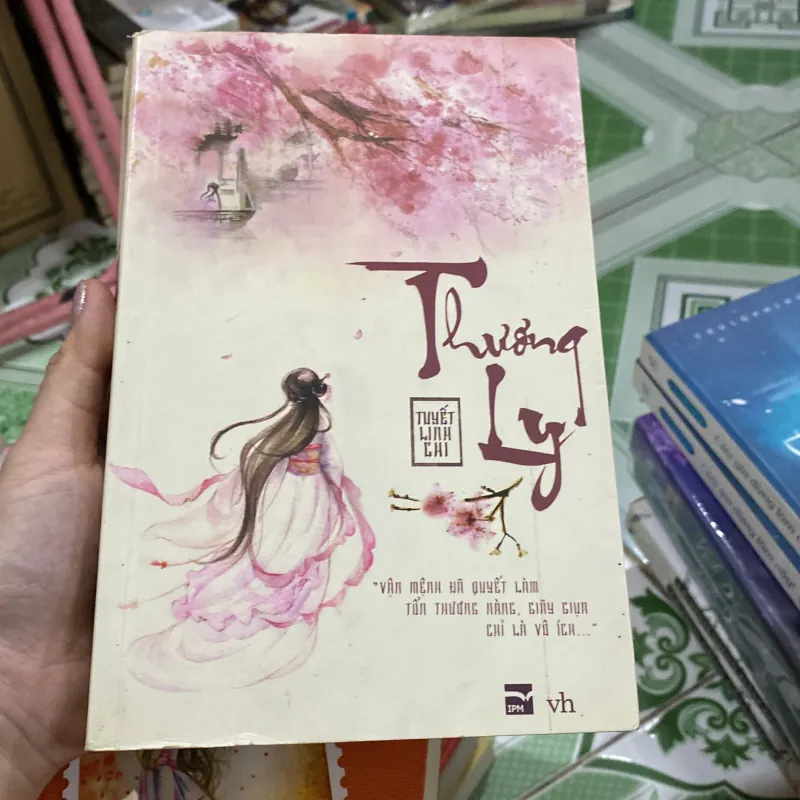 Thương
Ly
TUYẾT
LINH
CHI
"VẬN MỆNH ĐÃ QUYẾT LÀM
TỔN THƯƠNG NÀNG, GIÃY GIỤA
CHỈ LÀ VÔ ÍCH..."
IPM
vh